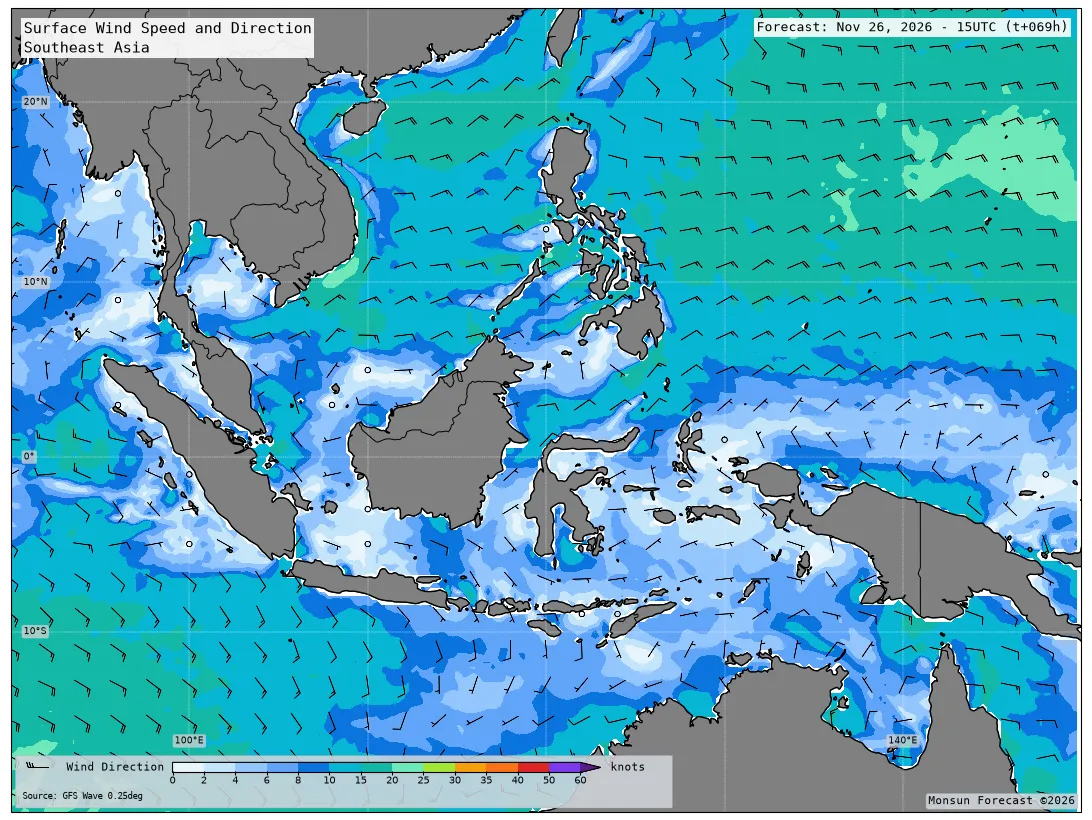 Surface Wind Speed and Direction
Southeast Asia
Forecast: Nov 26, 2026 - 15UTC (t+069h)
20°N
10°N
0°
10°S
100°E
140°E
Wind Direction
0 2 4 6 8 10 15 20 25 30 35 40 50 60
knots
Source: GFS Wave 0.25deg
Monsun Forecast ©2026